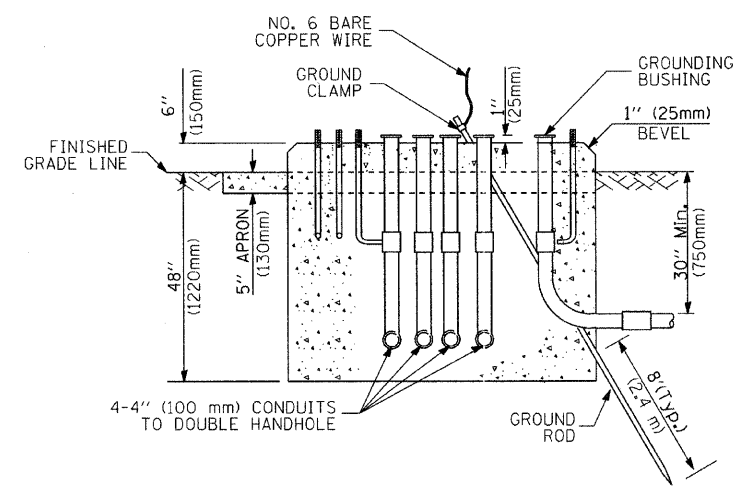 NO. 6 BARE
COPPER WIRE
GROUND
CLAMP
GROUNDING
BUSHING
6"
(150mm)
1"
(25mm)
1" (25mm)
BEVEL
FINISHED
GRADE LINE
48"
(1220mm)
5" APRON
(130mm)
30" Min.
(750mm)
4-4" (100 mm) CONDUITS
TO DOUBLE HANDHOLE
GROUND
ROD
8'(Typ.)
(2.4 m)